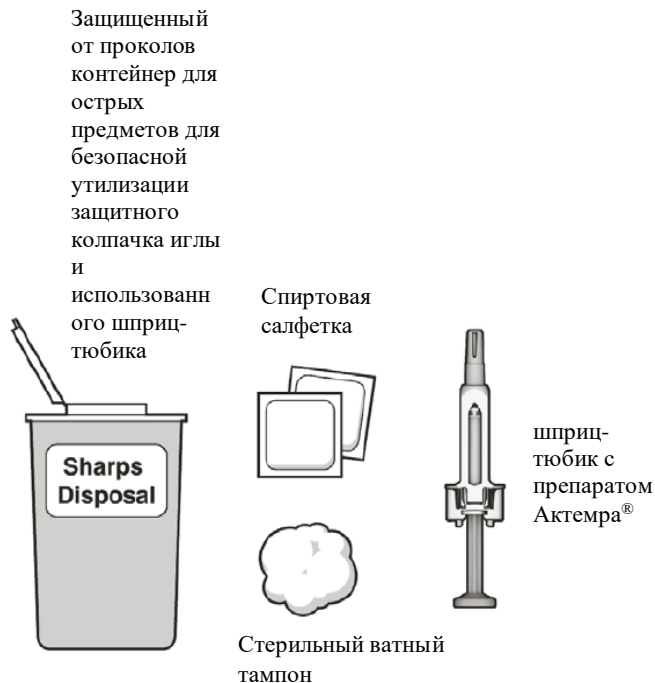 Защищенный
от проколов
контейнер для
острых
предметов для
безопасной
утилизации
защитного
колпачка иглы
и
использованн
ого шприц-
тюбика
Спиртовая
салфетка
шприц-
тюбик с
препаратом
Актемра®
Sharps
Disposal
Стерильный ватный
тампон